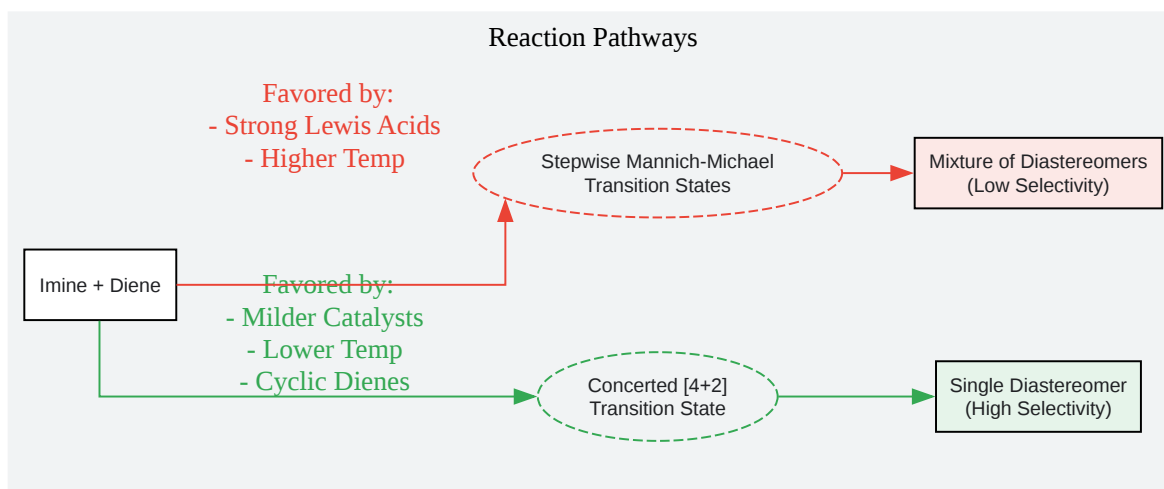 Reaction Pathways
Favored by:
- Strong Lewis Acids
- Higher Temp
Stepwise Mannich-Michael
Transition States
Mixture of Diastereomers
(Low Selectivity)
Imine + Diene
Favored by:
- Milder Catalysts
- Lower Temp
- Cyclic Dienes
Concerted [4+2]
Transition State
Single Diastereomer
(High Selectivity)